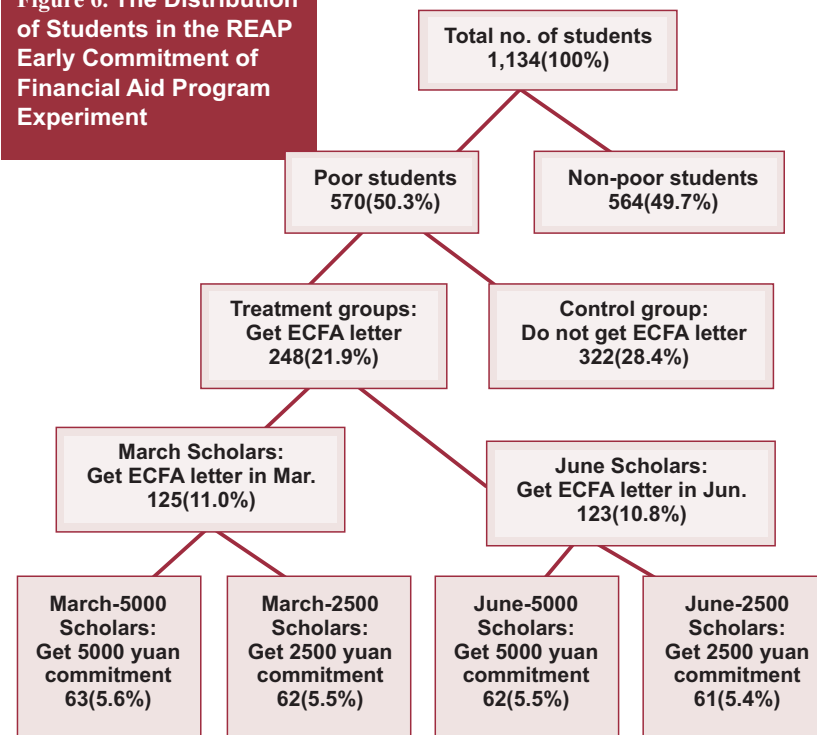 Figure 6. The Distribution
of Students in the REAP
Early Commitment of
Financial Aid Program
Experiment
Total no. of students
1,134(100%)
Poor students
570(50.3%)
Non-poor students
564(49.7%)
Treatment groups:
Get ECFA letter
248(21.9%)
Control group:
Do not get ECFA letter
322(28.4%)
March Scholars:
Get ECFA letter in Mar.
125(11.0%)
June Scholars:
Get ECFA letter in Jun.
123(10.8%)
March-5000
Scholars:
Get 5000 yuan
commitment
63(5.6%)
March-2500
Scholars:
Get 2500 yuan
commitment
62(5.5%)
June-5000
Scholars:
Get 5000 yuan
commitment
62(5.5%)
June-2500
Scholars:
Get 2500 yuan
commitment
61(5.4%)